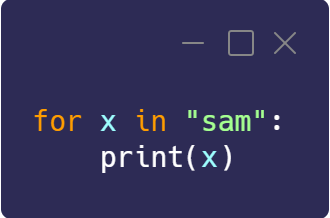 for x in "sam":
    print(x)